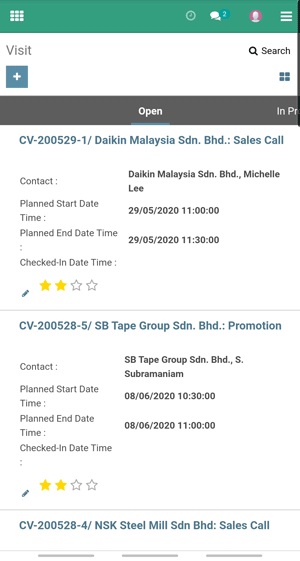 2
Visit
Search
+
Open
In Pr
CV-200529-1/ Daikin Malaysia Sdn. Bhd.: Sales Call
Contact :
Daikin Malaysia Sdn. Bhd., Michelle
Lee
Planned Start Date
Time :
29/05/2020 11:00:00
Planned End Date Time
:
29/05/2020 11:30:00
Checked-In Date Time :
CV-200528-5/ SB Tape Group Sdn. Bhd.: Promotion
Contact :
SB Tape Group Sdn. Bhd., S.
Subramaniam
Planned Start Date
Time :
08/06/2020 10:30:00
Planned End Date
Time :
08/06/2020 11:00:00
Checked-In Date Time
:
CV-200528-4/ NSK Steel Mill Sdn Bhd: Sales Call